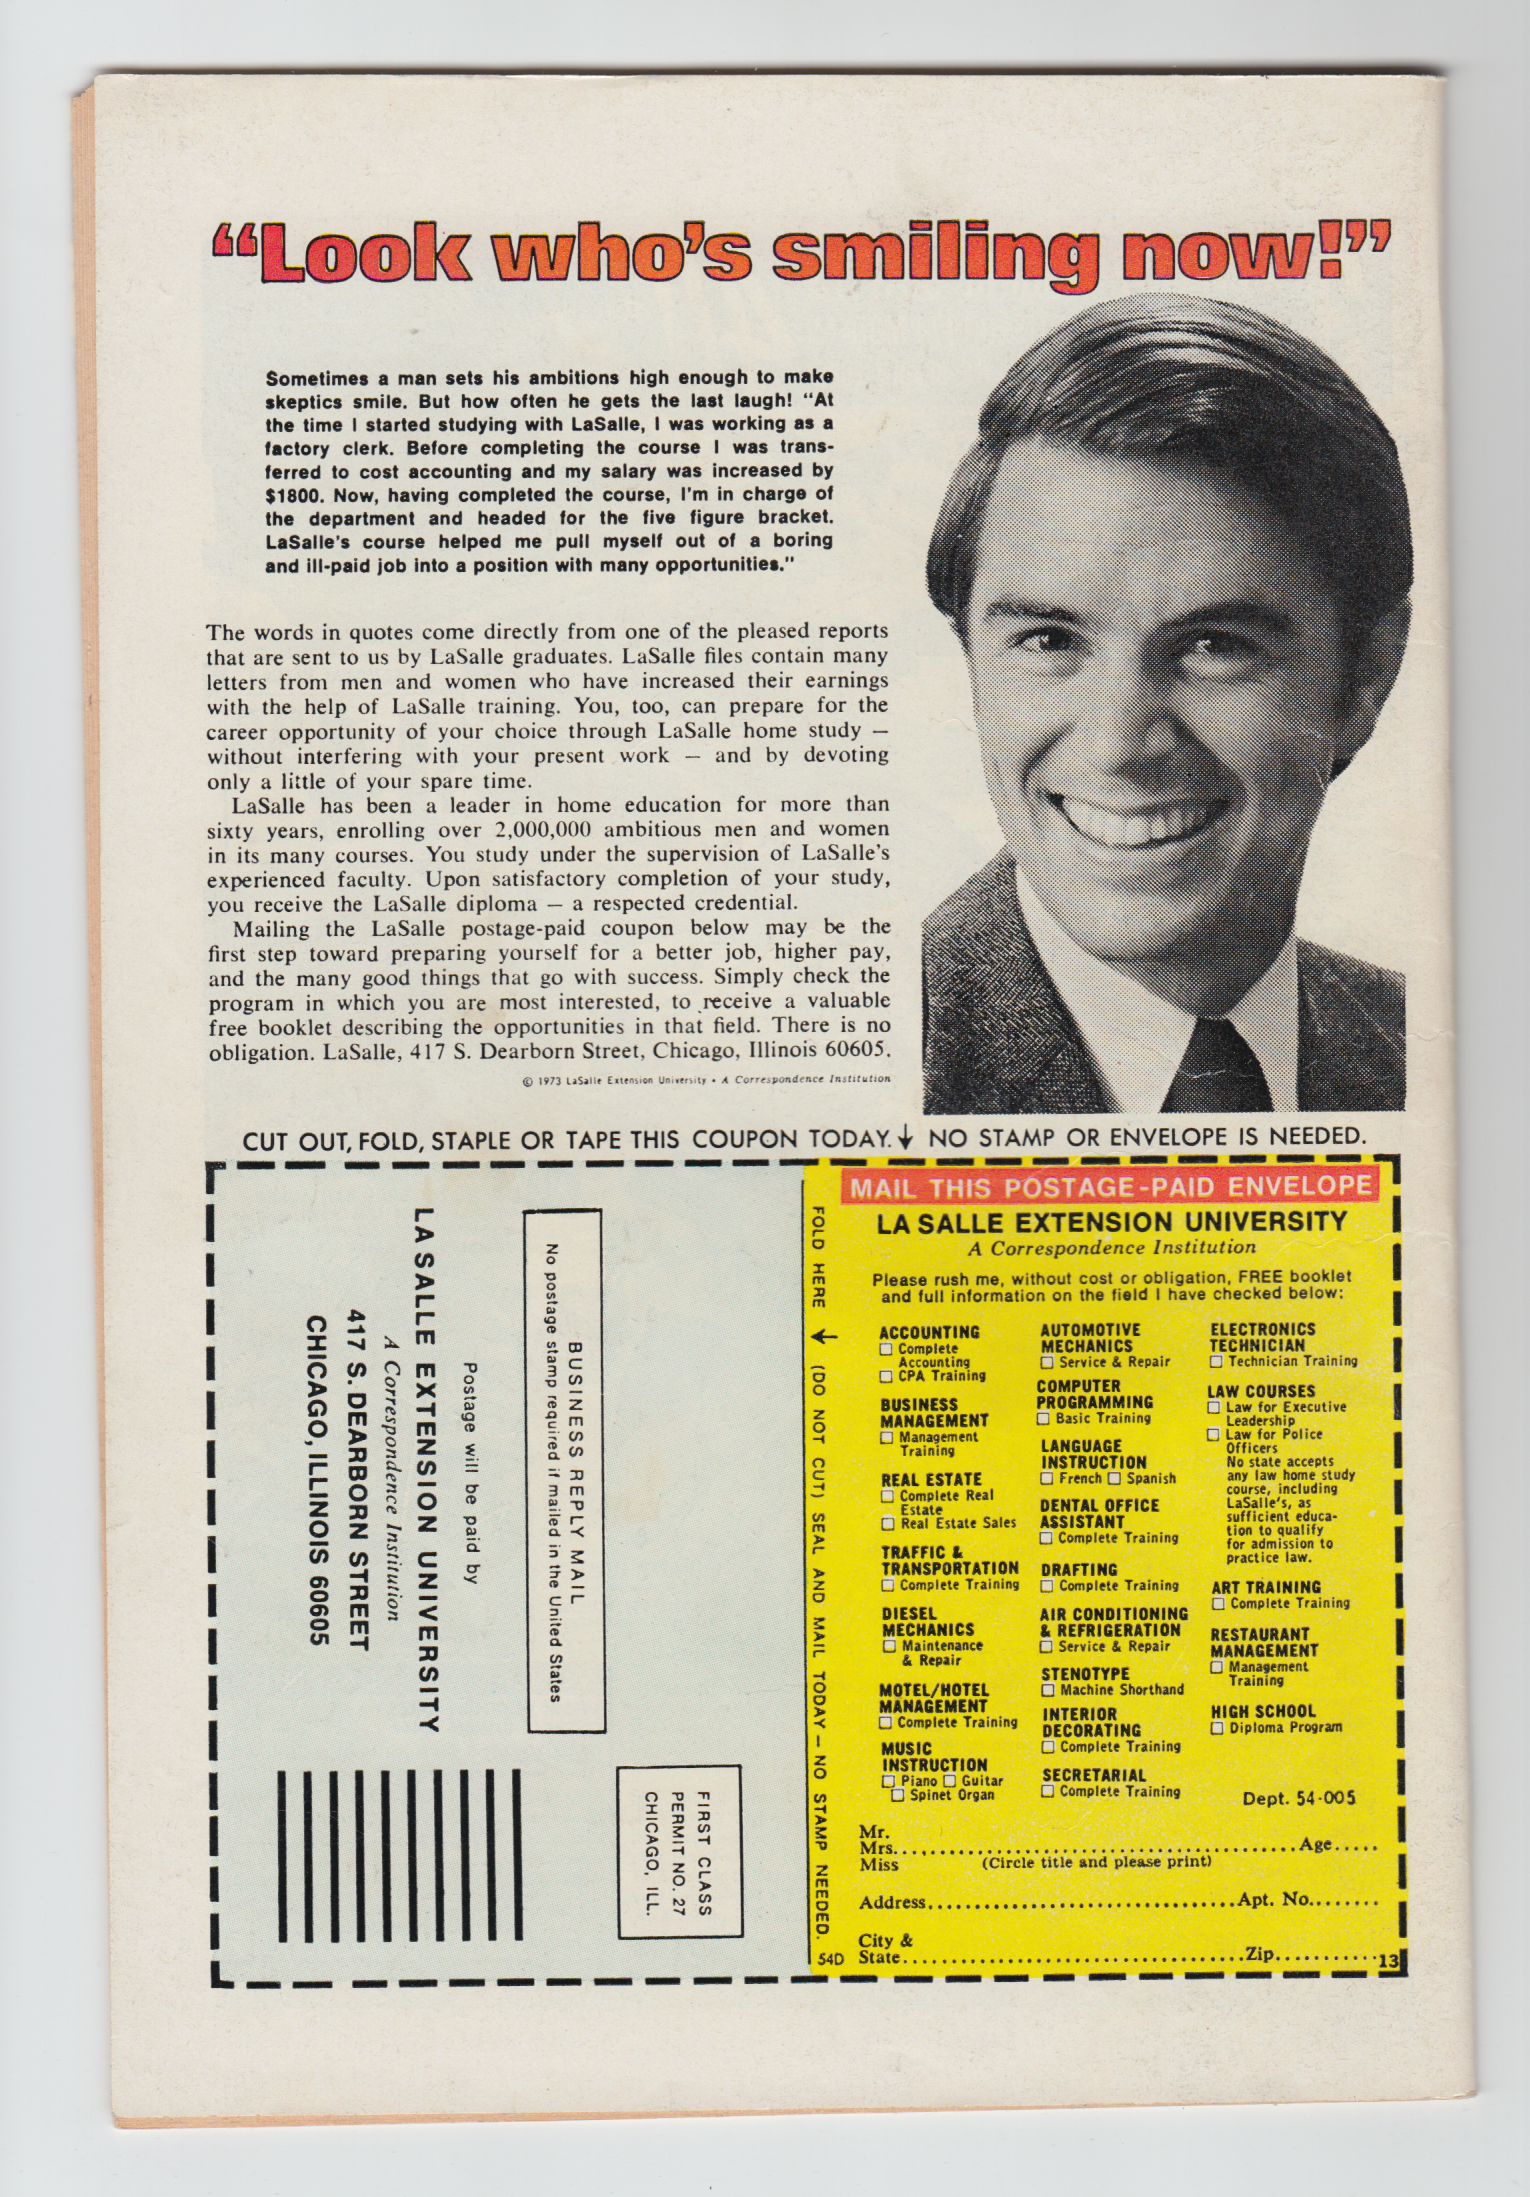 “Look who's smiling now!”
Sometimes a man sets his ambitions high enough to make
skeptics smile. But how often he gets the last laugh! “At
the time I started studying with LaSalle, I was working as a
factory clerk. Before completing the course I was trans-
ferred to cost accounting and my salary was increased by
$1800. Now, having completed the course, I'm in charge of
the department and headed for the five figure bracket.
LaSalle's course helped me pull myself out of a boring
and ill-paid job into a position with many opportunities.”
The words in quotes come directly from one of the pleased reports
that are sent to us by LaSalle graduates. LaSalle files contain many
letters from men and women who have increased their earnings
with the help of LaSalle training. You, too, can prepare for the
career opportunity of your choice through LaSalle home study —
without interfering with your present work — and by devoting
only a little of your spare time.
LaSalle has been a leader in home education for more than
sixty years, enrolling over 2,000,000 ambitious men and women
in its many courses. You study under the supervision of LaSalle's
experienced faculty. Upon satisfactory completion of your study,
you receive the LaSalle diploma — a respected credential.
Mailing the LaSalle postage-paid coupon below may be the
first step toward preparing yourself for a better job, higher pay,
and the many good things that go with success. Simply check the
program in which you are most interested, to receive a valuable
free booklet describing the opportunities in that field. There is no
obligation. LaSalle, 417 S. Dearborn Street, Chicago, Illinois 60605.
© 1973 LaSalle Extension University • A Correspondence Institution
CUT OUT, FOLD, STAPLE OR TAPE THIS COUPON TODAY. ↓ NO STAMP OR ENVELOPE IS NEEDED.
FIRST CLASS
PERMIT NO. 27
CHICAGO, ILL.
BUSINESS REPLY MAIL
No postage stamp required if mailed in the United States
Postage will be paid by
LA SALLE EXTENSION UNIVERSITY
A Correspondence Institution
417 S. DEARBORN STREET
CHICAGO, ILLINOIS 60605
FOLD HERE ↓ (DO NOT CUT) SEAL AND MAIL TODAY — NO STAMP NEEDED.
MAIL THIS POSTAGE-PAID ENVELOPE
LA SALLE EXTENSION UNIVERSITY
A Correspondence Institution
Please rush me, without cost or obligation, FREE booklet
and full information on the field I have checked below:
ACCOUNTING
☐ Complete
Accounting
☐ CPA Training
BUSINESS
MANAGEMENT
☐ Management
Training
REAL ESTATE
☐ Complete Real
Estate
☐ Real Estate Sales
TRAFFIC &
TRANSPORTATION
☐ Complete Training
DIESEL
MECHANICS
☐ Maintenance
& Repair
MOTEL/HOTEL
MANAGEMENT
☐ Complete Training
MUSIC
INSTRUCTION
☐ Piano ☐ Guitar
☐ Spinet Organ
AUTOMOTIVE
MECHANICS
☐ Service & Repair
COMPUTER
PROGRAMMING
☐ Basic Training
LANGUAGE
INSTRUCTION
☐ French ☐ Spanish
DENTAL OFFICE
ASSISTANT
☐ Complete Training
DRAFTING
☐ Complete Training
AIR CONDITIONING
& REFRIGERATION
☐ Service & Repair
STENOTYPE
☐ Machine Shorthand
INTERIOR
DECORATING
☐ Complete Training
SECRETARIAL
☐ Complete Training
ELECTRONICS
TECHNICIAN
☐ Technician Training
LAW COURSES
☐ Law for Executive
Leadership
☐ Law for Police
Officers
No state accepts
any law home study
course, including
LaSalle's, as
sufficient educa-
tion to qualify
for admission to
practice law.
ART TRAINING
☐ Complete Training
RESTAURANT
MANAGEMENT
☐ Management
Training
HIGH SCHOOL
☐ Diploma Program
Dept. 54-005
Mr.
Mrs. Age
Miss (Circle title and please print)
Address Apt. No.
City &
54D State Zip 13